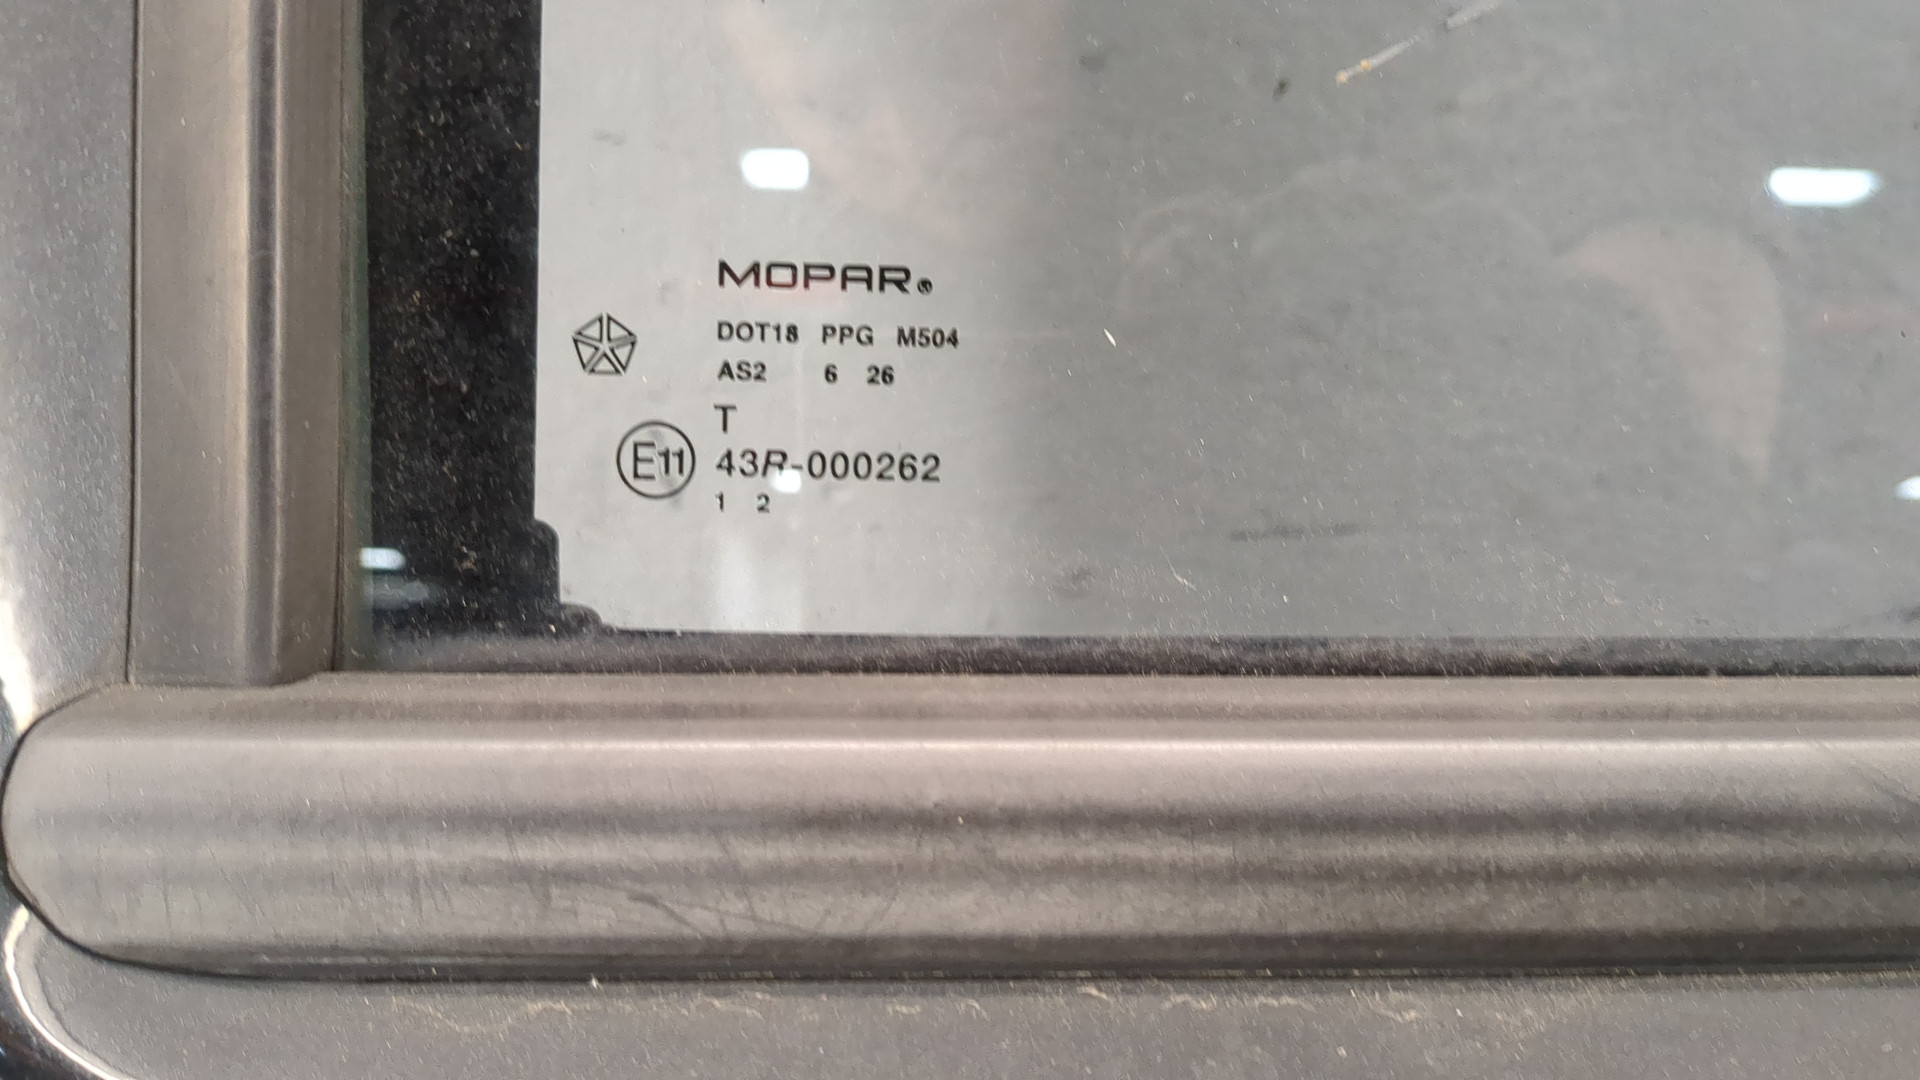 MOPAR®
DOT18 PPG M504
AS2 6 26
T
E11 43R-000262
1 2